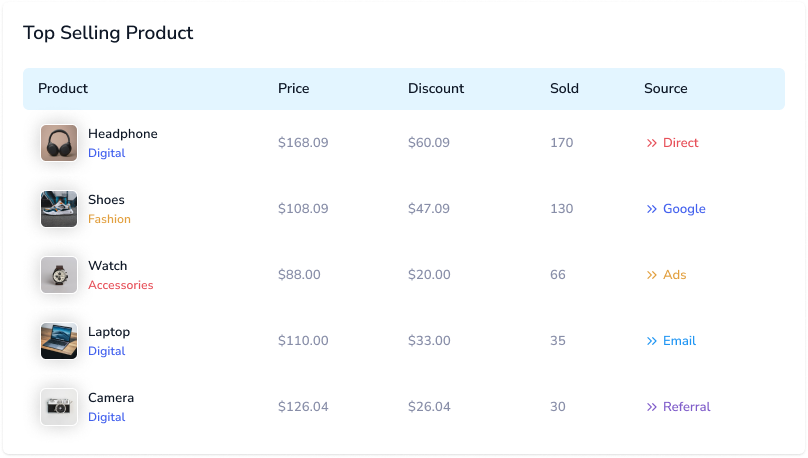 Top Selling Product
Product Price Discount Sold Source
Headphone
Digital
$168.09 $60.09 170 Direct
Shoes
Fashion
$108.09 $47.09 130 Google
Watch
Accessories
$88.00 $20.00 66 Ads
Laptop
Digital
$110.00 $33.00 35 Email
Camera
Digital
$126.04 $26.04 30 Referral